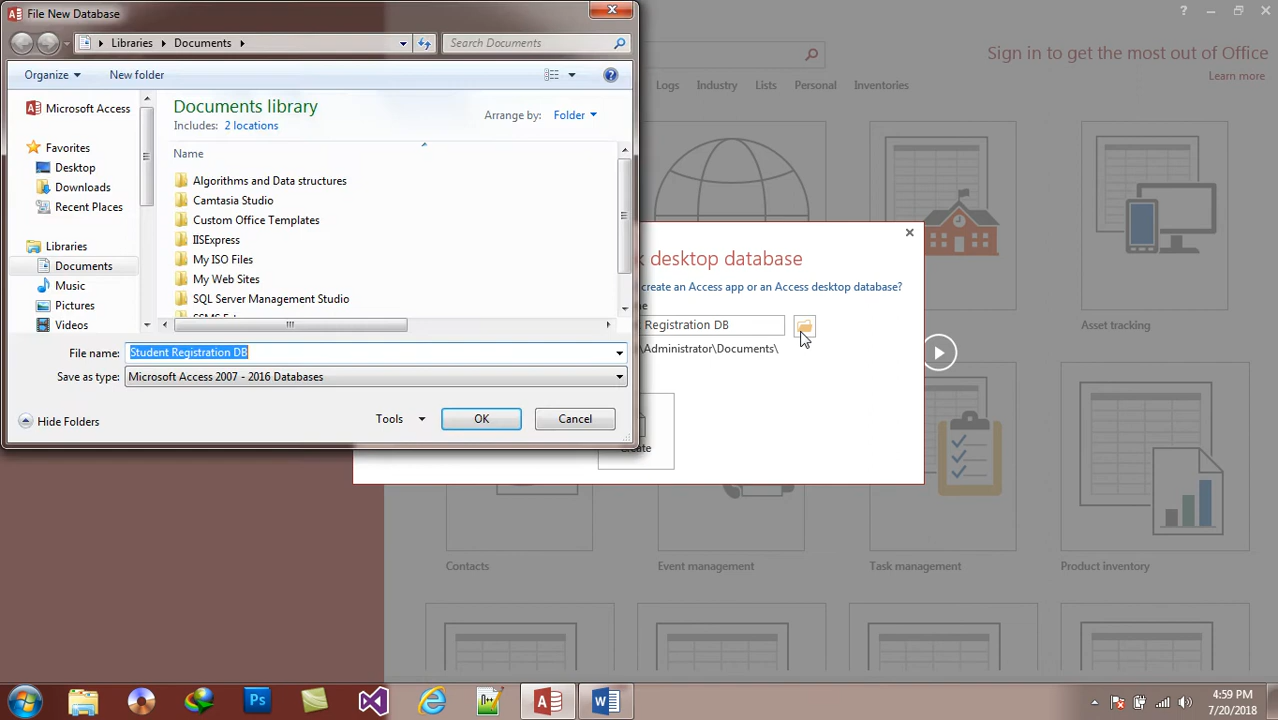 File New Database
Libraries
Documents
Search Documents
Organize
New folder
Microsoft Access
Favorites
Desktop
Downloads
Recent Places
Libraries
Documents
Music
Pictures
Videos
Documents library
Includes: 2 locations
Arrange by: Folder
Name
Algorithms and Data structures
Camtasia Studio
Custom Office Templates
IISExpress
My ISO Files
My Web Sites
SQL Server Management Studio
File name: Student Registration DB
Save as type: Microsoft Access 2007 - 2016 Databases
Hide Folders
Tools
OK
Cancel
Sign in to get the most out of Office
Learn more
Logs Industry Lists Personal Inventories
desktop database
create an Access app or an Access desktop database?
Registration DB
\Administrator\Documents\
Asset tracking
Contacts
Event management
Task management
Product inventory
4:59 PM
7/20/2018